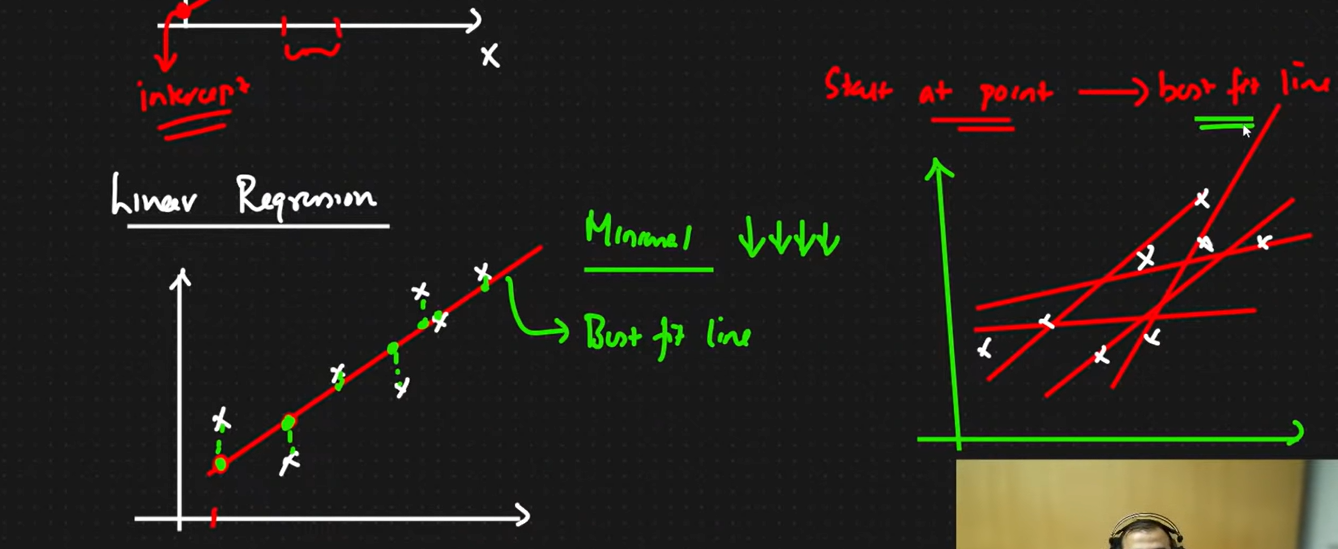 X
intercept
Start at point → best fit line
Linear Regression
Minimal ↓↓↓↓
Best fit line